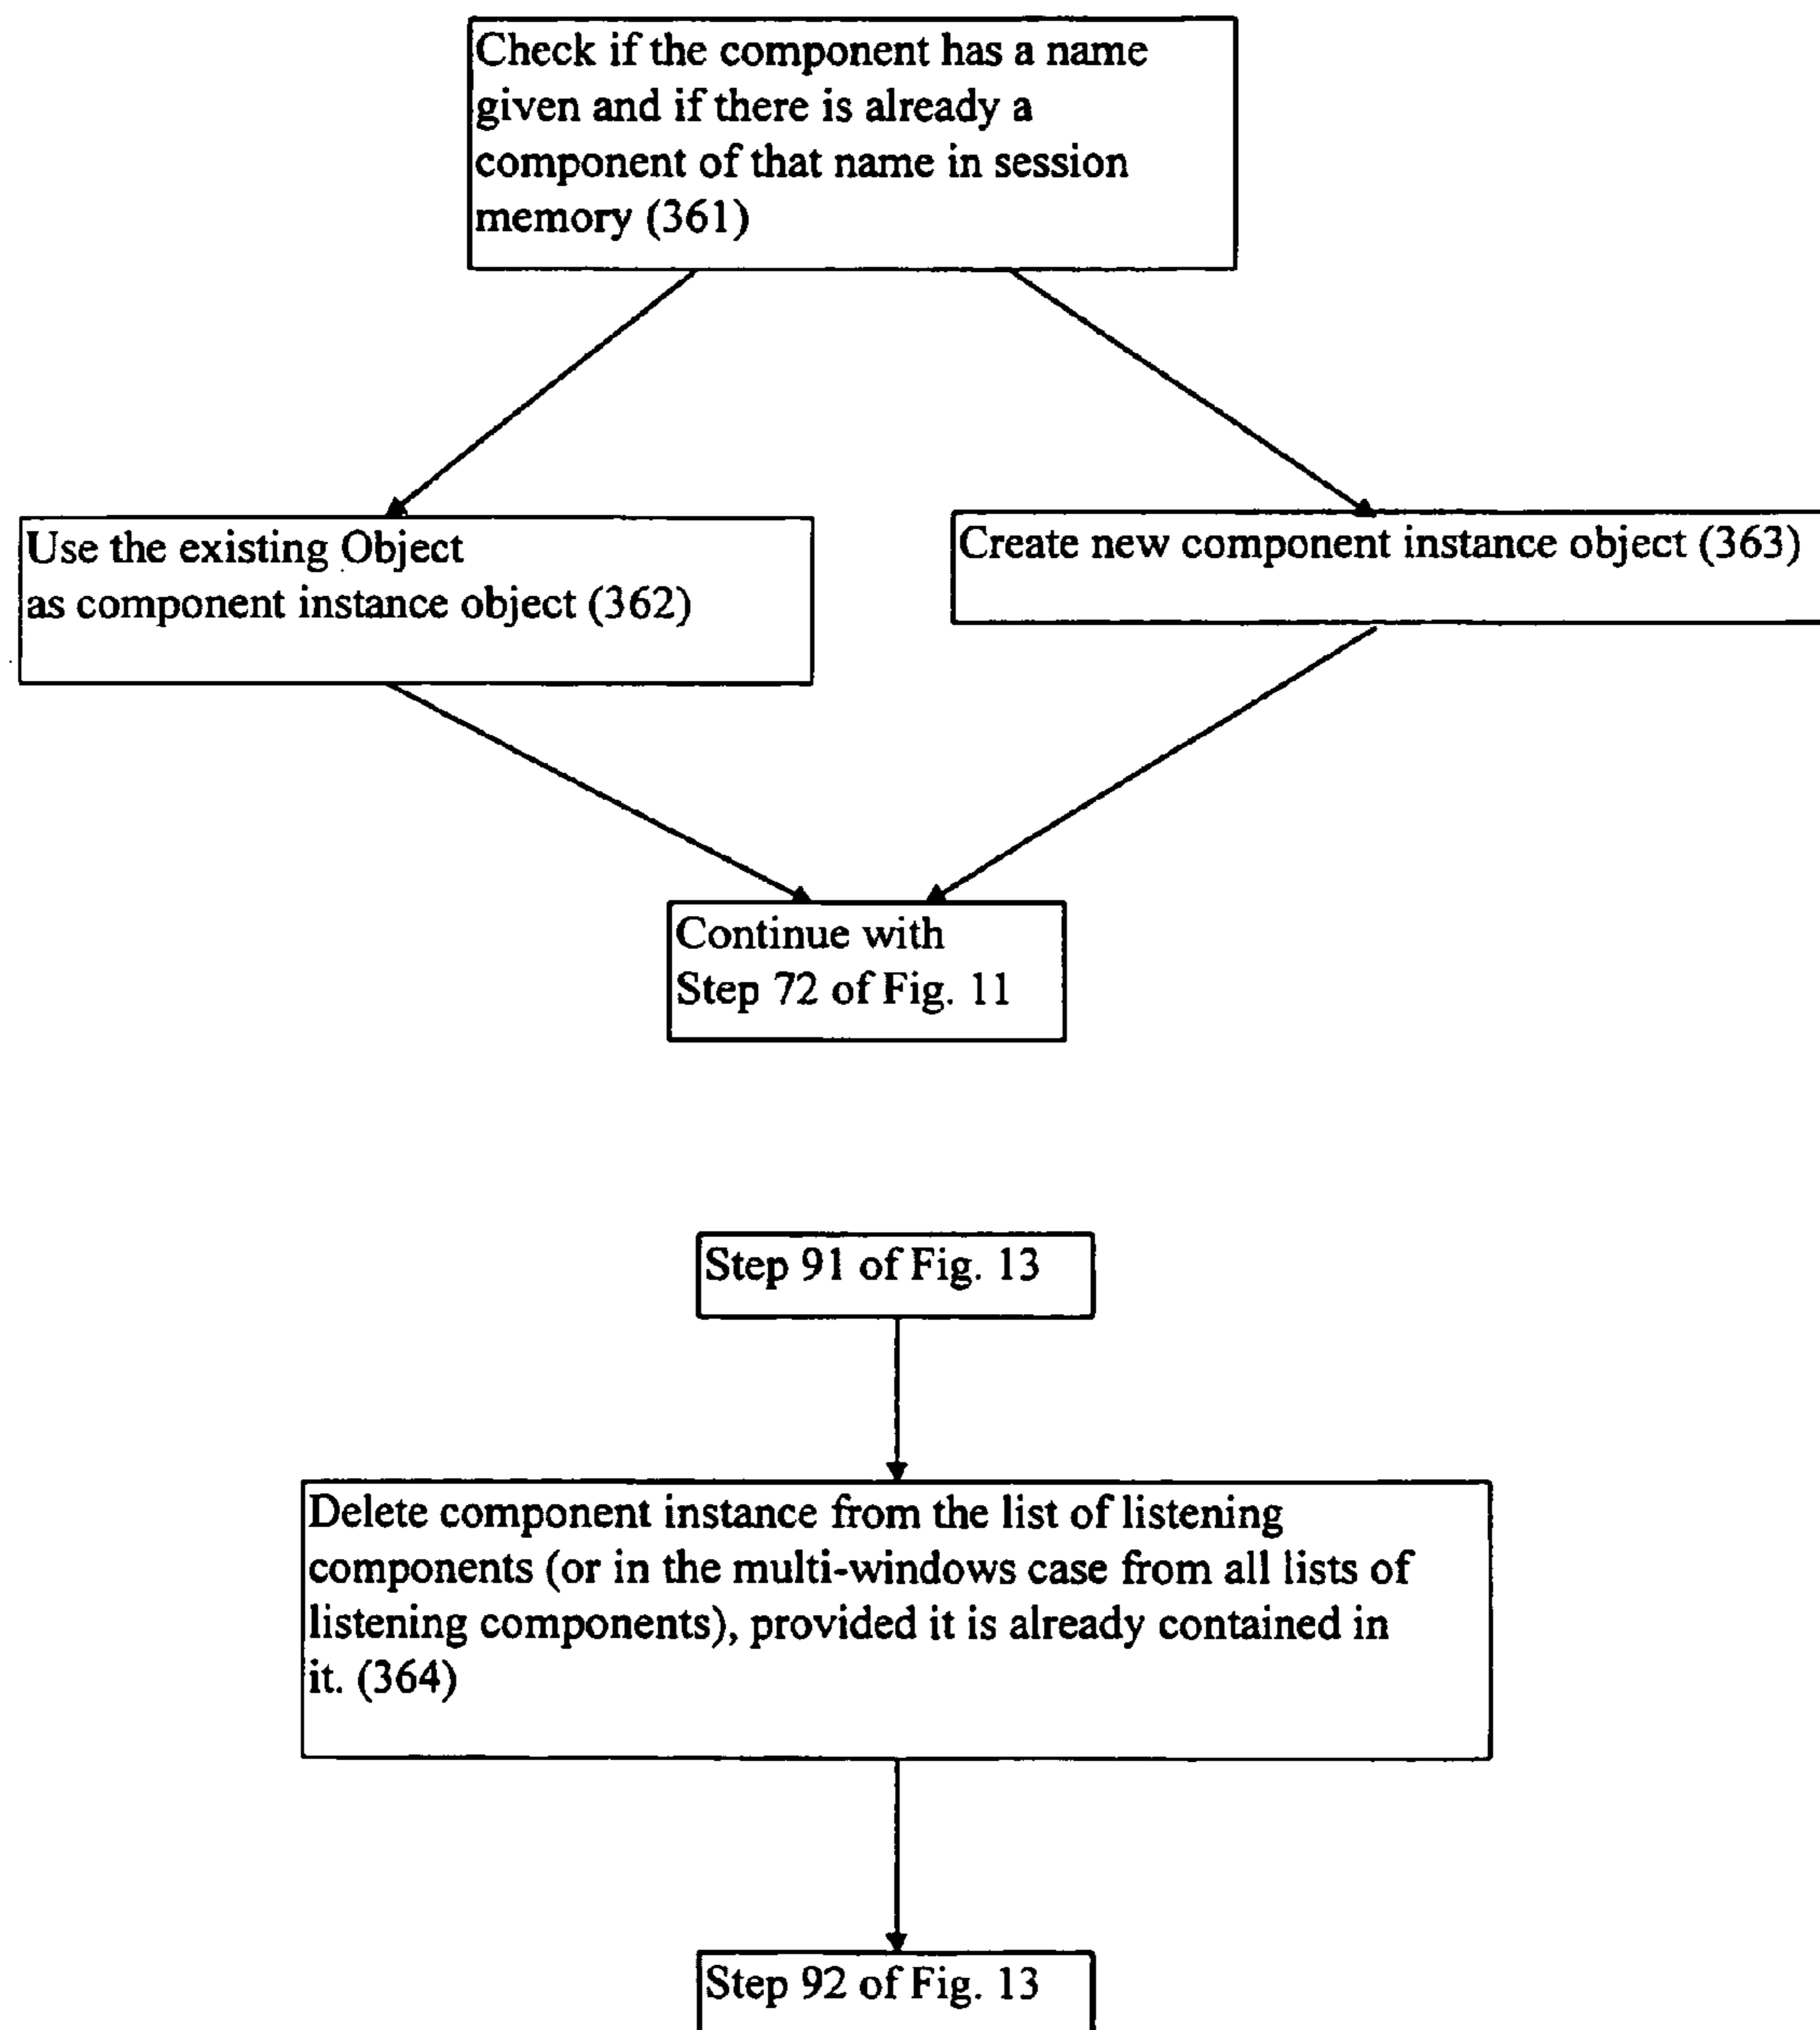 Check if the component has a name
given and if there is already a
component of that name in session
memory (361)
Use the existing Object
as component instance object (362)
Create new component instance object (363)
Continue with
Step 72 of Fig. 11
Step 91 of Fig. 13
Delete component instance from the list of listening
components (or in the multi-windows case from all lists of
listening components), provided it is already contained in
it. (364)
Step 92 of Fig. 13